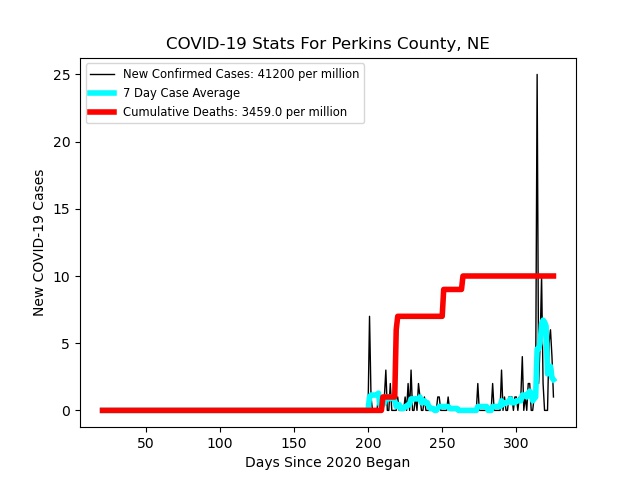 COVID-19 Stats For Perkins County, NE
New Confirmed Cases: 41200 per million
7 Day Case Average
Cumulative Deaths: 3459.0 per million
New COVID-19 Cases
25
20
15
10
5
0
50 100 150 200 250 300
Days Since 2020 Began